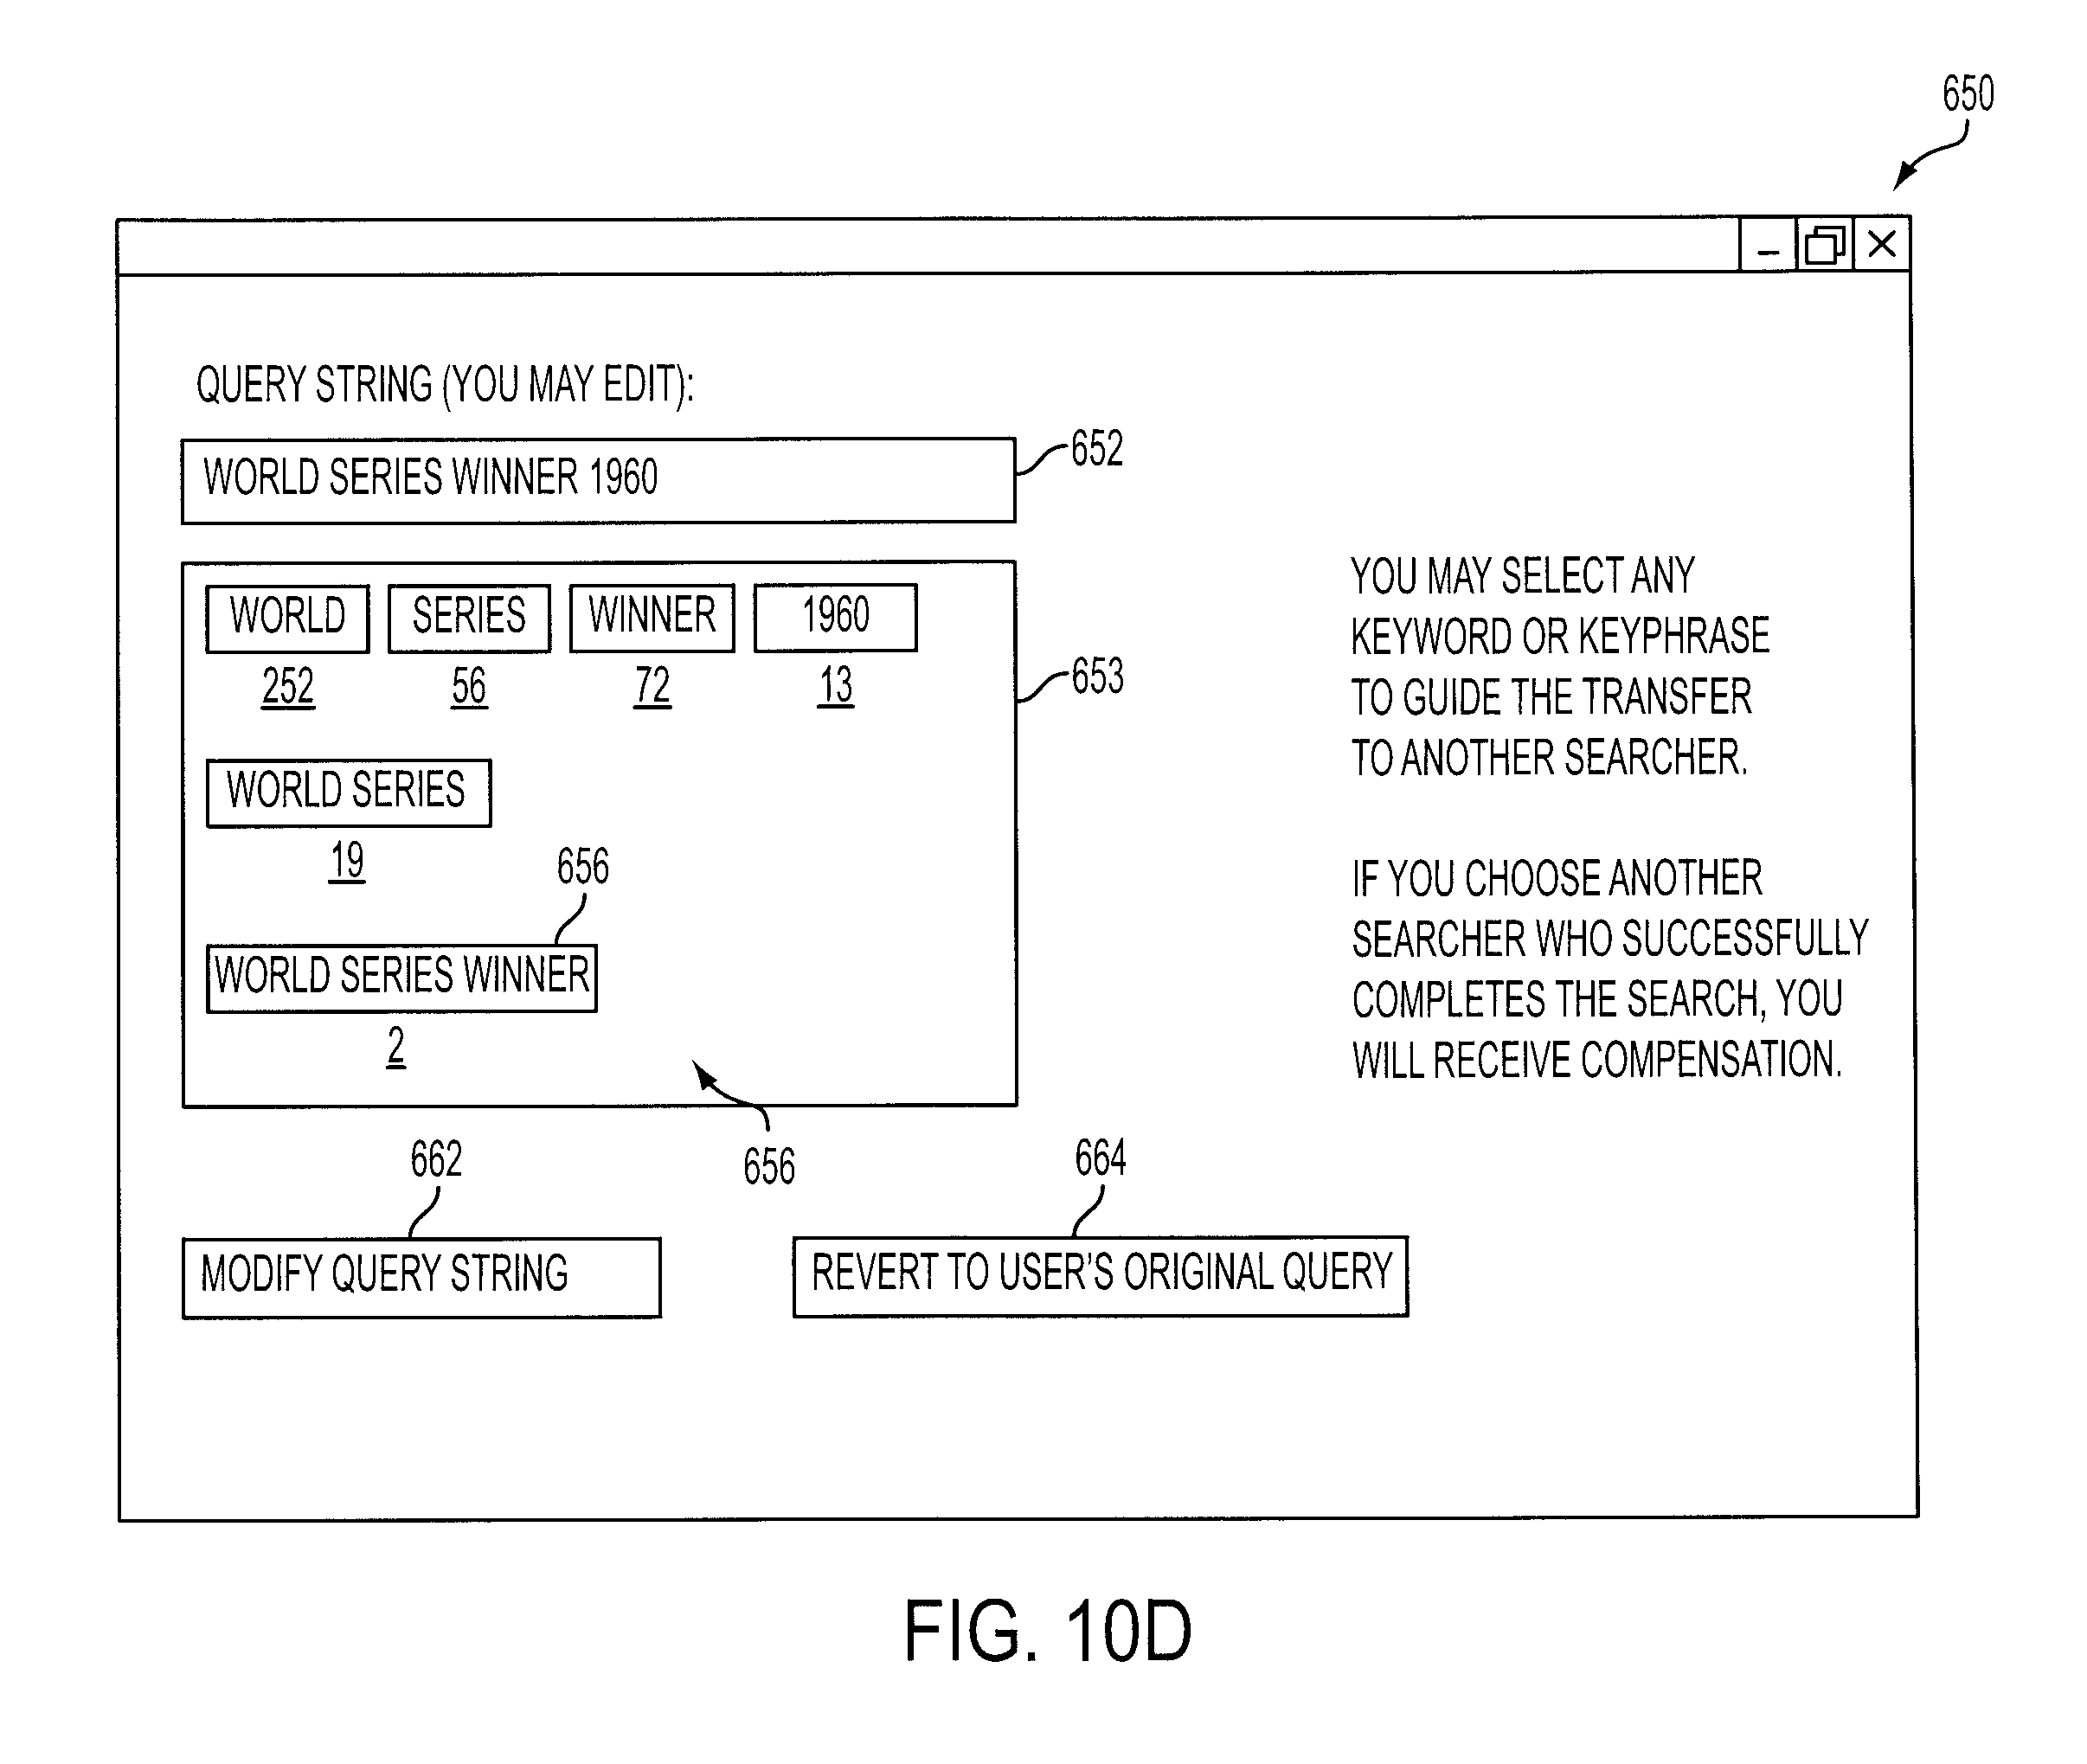 650
QUERY STRING (YOU MAY EDIT):
WORLD SERIES WINNER 1960
652
WORLD SERIES WINNER 1960
252 56 72 13
653
WORLD SERIES
19
656
WORLD SERIES WINNER
2
656
YOU MAY SELECT ANY
KEYWORD OR KEYPHRASE
TO GUIDE THE TRANSFER
TO ANOTHER SEARCHER.
IF YOU CHOOSE ANOTHER
SEARCHER WHO SUCCESSFULLY
COMPLETES THE SEARCH, YOU
WILL RECEIVE COMPENSATION.
662
MODIFY QUERY STRING
664
REVERT TO USER'S ORIGINAL QUERY
FIG. 10D